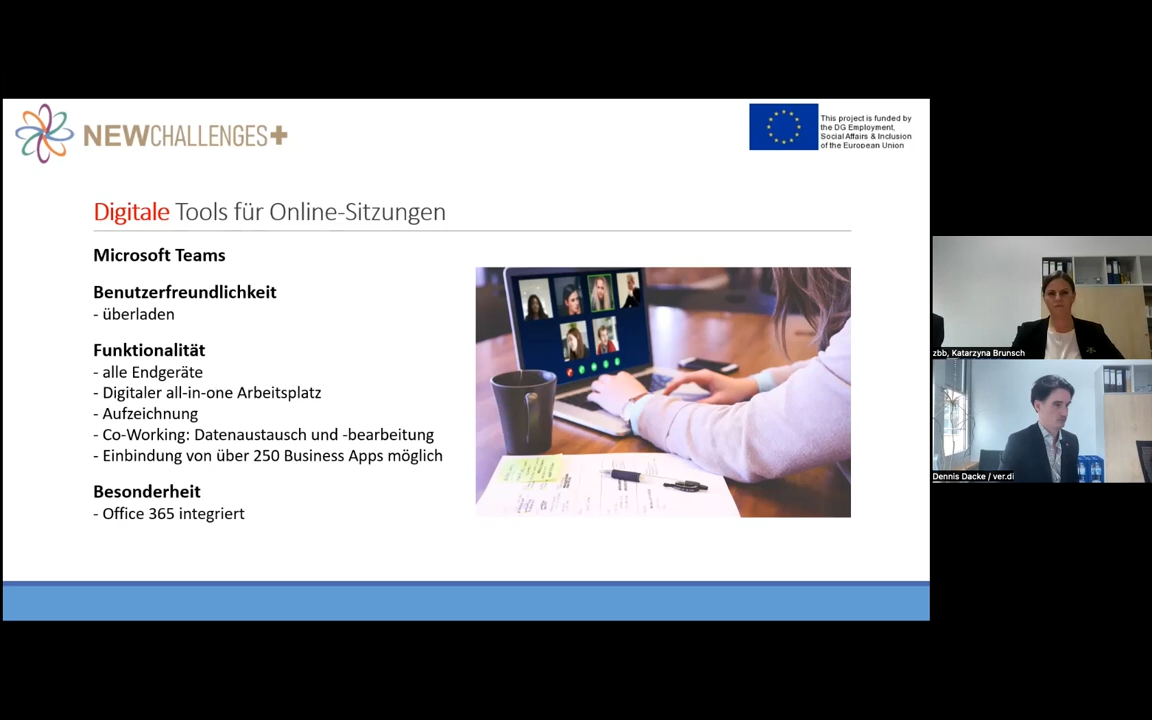 NEWCHALLENGES+
This project is funded by
the DG Employment,
Social Affairs & Inclusion
of the European Union
Digitale Tools für Online-Sitzungen
Microsoft Teams
Benutzerfreundlichkeit
- überladen
Funktionalität
- alle Endgeräte
- Digitaler all-in-one Arbeitsplatz
- Aufzeichnung
- Co-Working: Datenaustausch und -bearbeitung
- Einbindung von über 250 Business Apps möglich
Besonderheit
- Office 365 integriert
zbb, Katarzyna Brunsch
Dennis Dacke / ver.di